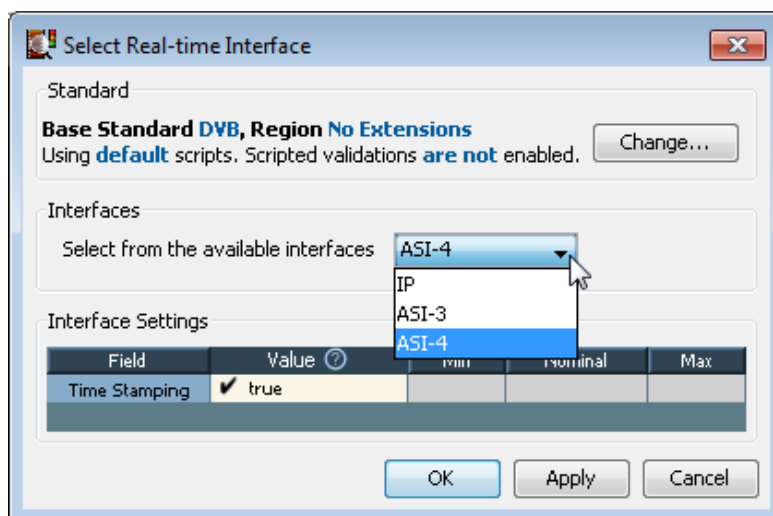 Select Real-time Interface
Standard
Base Standard DVB, Region No Extensions
Using default scripts. Scripted validations are not enabled.
Change...
Interfaces
Select from the available interfaces ASI-4
IP
ASI-3
ASI-4
Interface Settings
Field Value ? Min Nominal Max
Time Stamping ✔ true
OK Apply Cancel